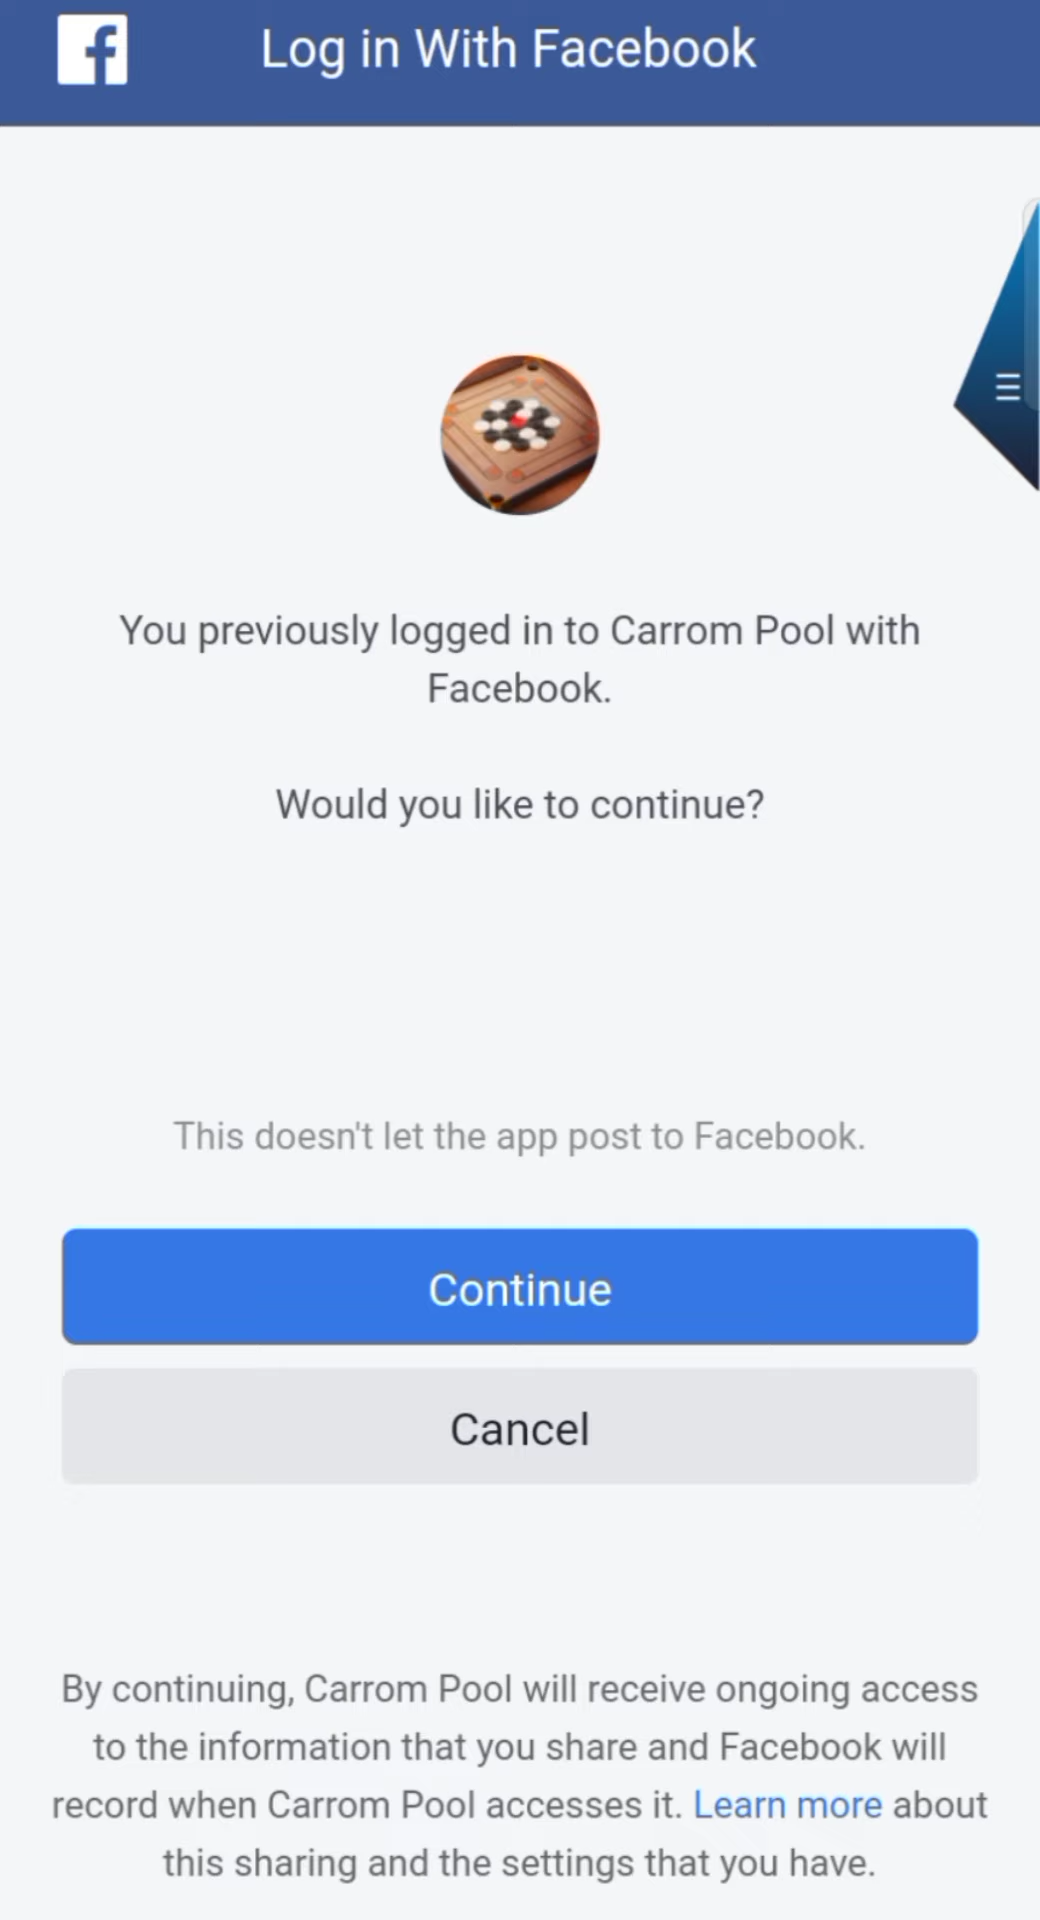 Log in With Facebook
You previously logged in to Carrom Pool with
Facebook.
Would you like to continue?
This doesn't let the app post to Facebook.
Continue
Cancel
By continuing, Carrom Pool will receive ongoing access
to the information that you share and Facebook will
record when Carrom Pool accesses it. Learn more about
this sharing and the settings that you have.